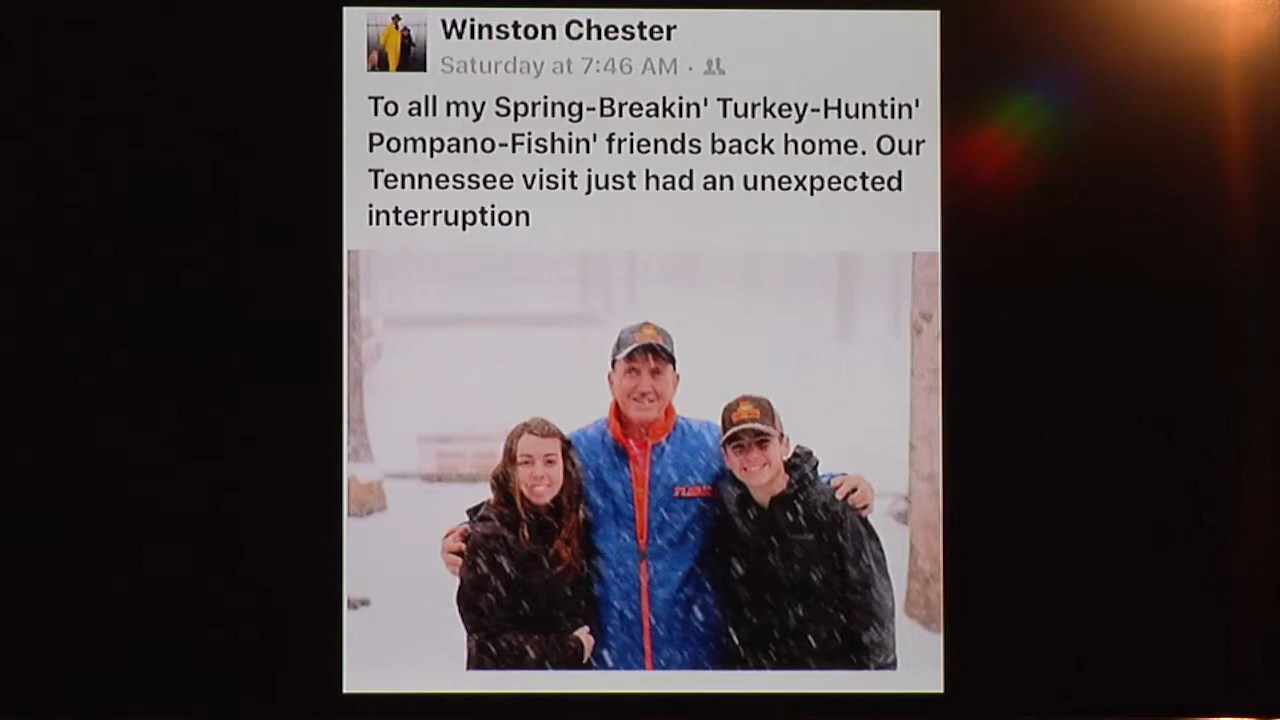 Winston Chester
Saturday at 7:46 AM ·
To all my Spring-Breakin' Turkey-Huntin'
Pompano-Fishin' friends back home. Our
Tennessee visit just had an unexpected
interruption